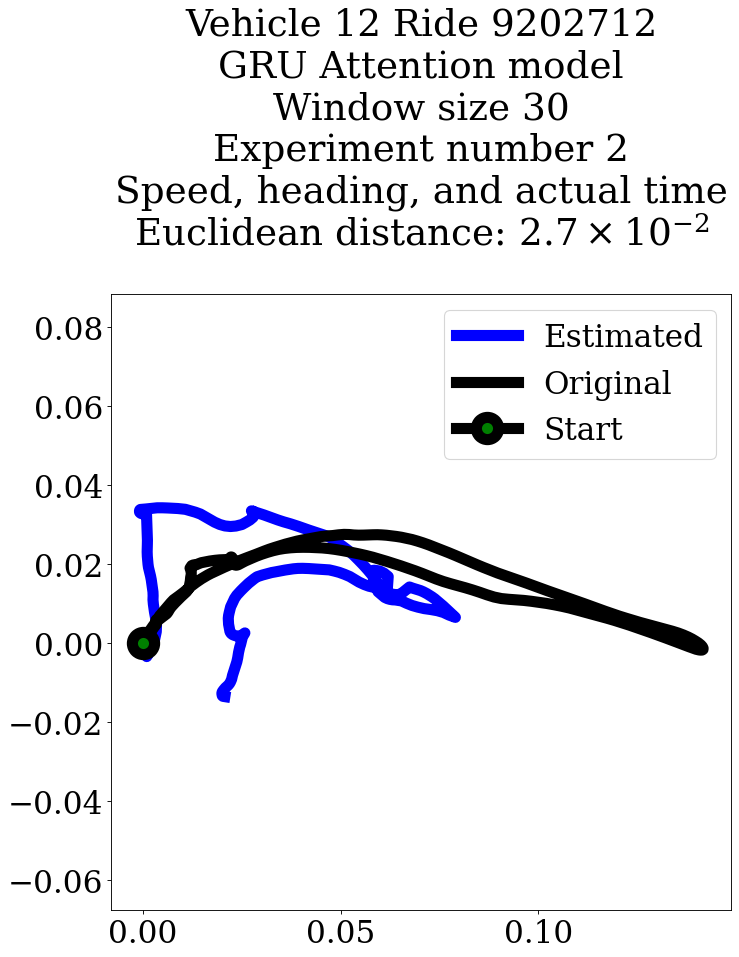 Vehicle 12 Ride 9202712
GRU Attention model
Window size 30
Experiment number 2
Speed, heading, and actual time
Euclidean distance: 2.7 × 10⁻²
Estimated
Original
Start
0.08
0.06
0.04
0.02
0.00
−0.02
−0.04
−0.06
0.00 0.05 0.10